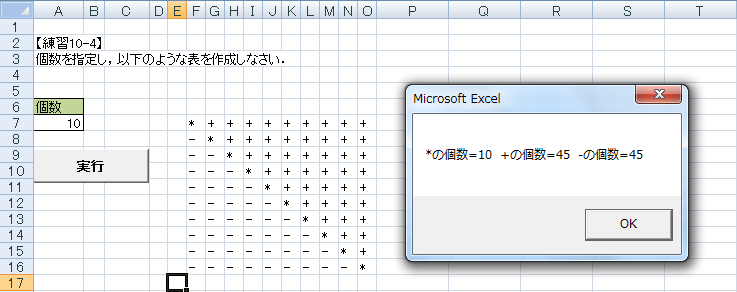 A B C D E F G H I J K L M N O P Q R S T
1
2 【練習10-4】
3 個数を指定し，以下のような表を作成しなさい．
4
5
6 個数
7 10 * + + + + + + + + +
8 - * + + + + + + + +
9 実行 - - * + + + + + + +
10 - - - * + + + + + +
11 - - - - * + + + + +
12 - - - - - * + + + +
13 - - - - - - * + + +
14 - - - - - - - * + +
15 - - - - - - - - * +
16 - - - - - - - - - *
17
Microsoft Excel
*の個数=10 +の個数=45 -の個数=45
OK